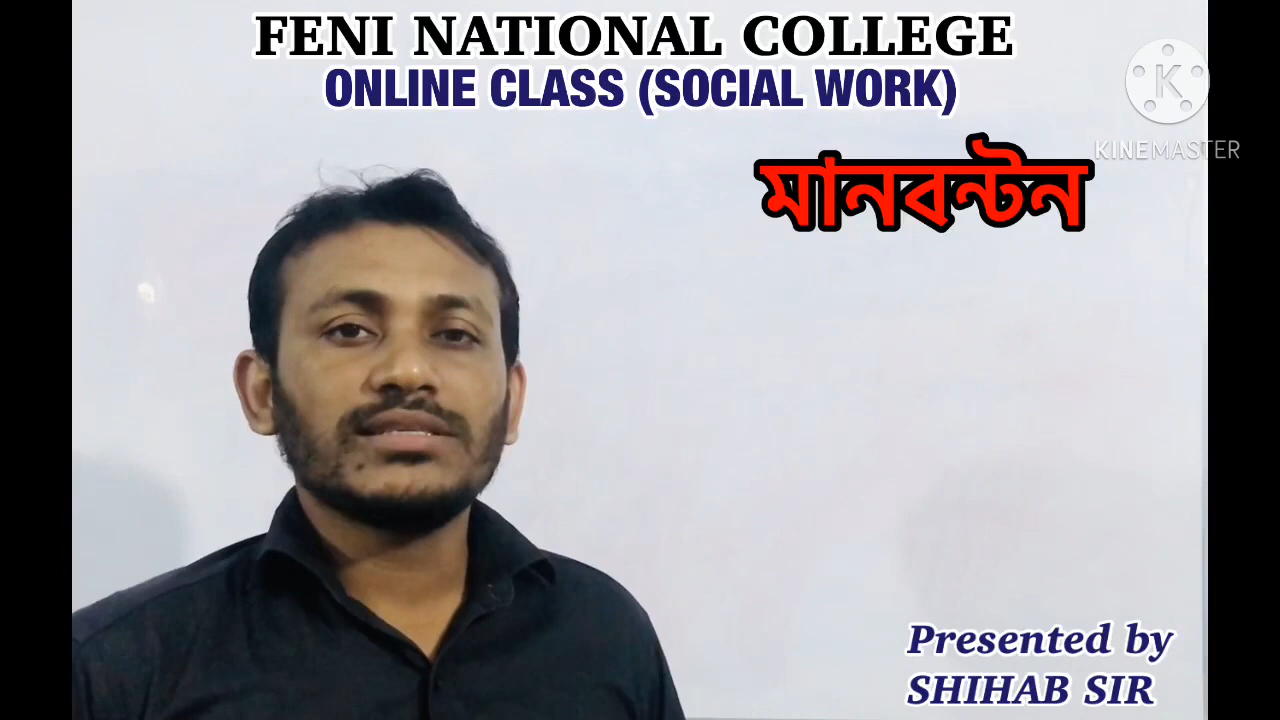 FENI NATIONAL COLLEGE
ONLINE CLASS (SOCIAL WORK)
K
KINEMASTER
মানবন্টন
Presented by
SHIHAB SIR